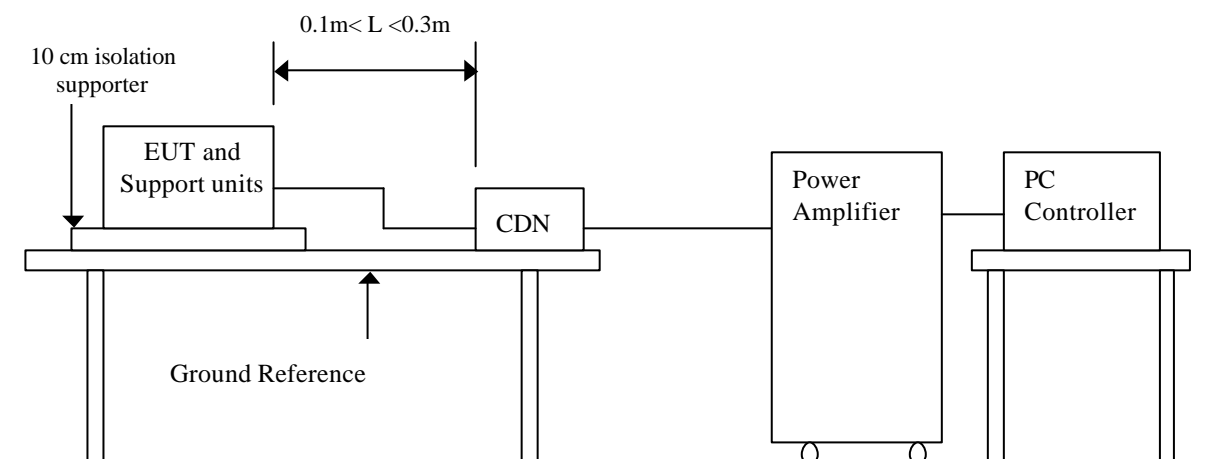 0.1m< L <0.3m
10 cm isolation
supporter
EUT and
Support units
CDN
Power
Amplifier
PC
Controller
Ground Reference